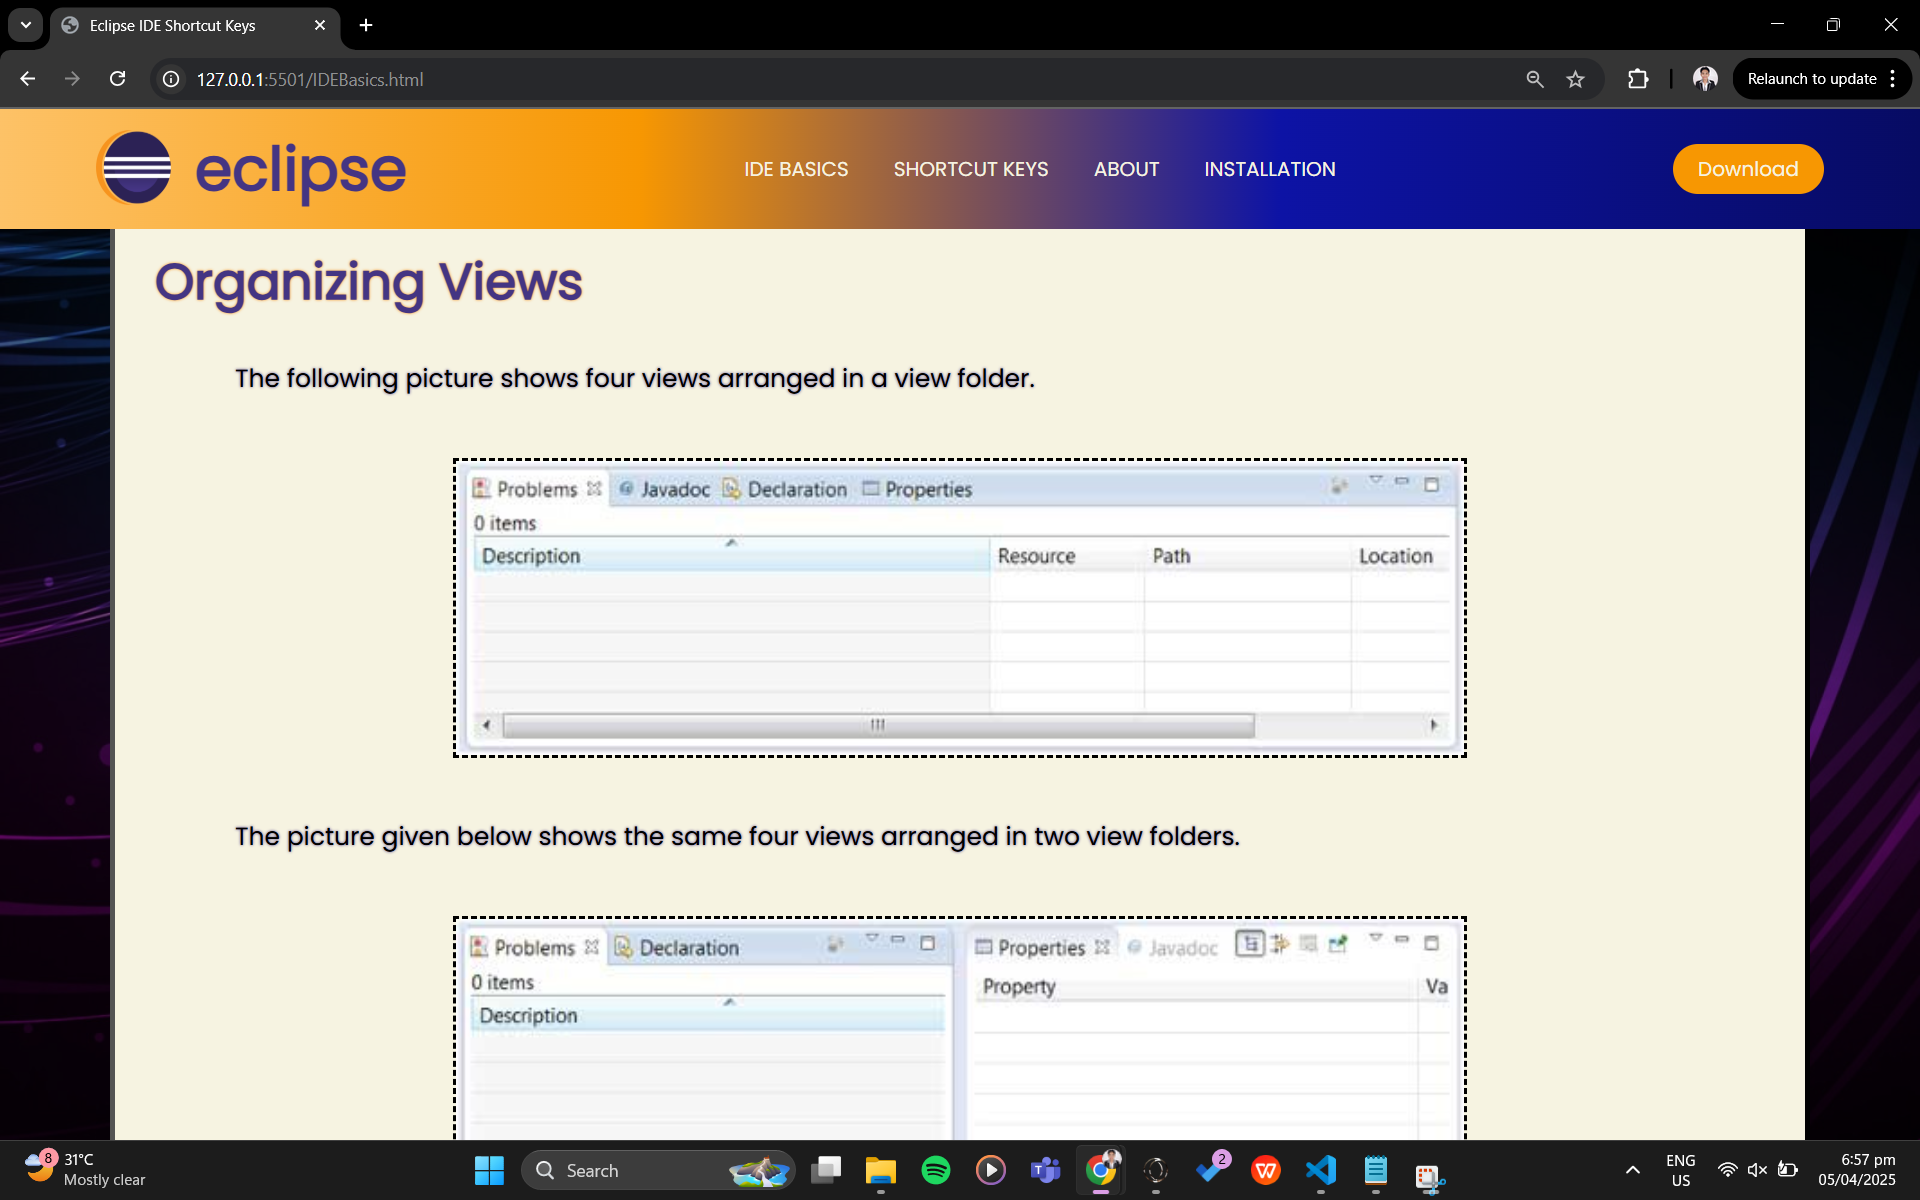 Eclipse IDE Shortcut Keys
127.0.0.1:5501/IDEBasics.html
Relaunch to update
eclipse
IDE BASICS
SHORTCUT KEYS
ABOUT
INSTALLATION
Download
Organizing Views
The following picture shows four views arranged in a view folder.
Problems
Javadoc
Declaration
Properties
0 items
Description
Resource
Path
Location
The picture given below shows the same four views arranged in two view folders.
Problems
Declaration
Properties
Javadoc
0 items
Property
Va
Description
8
31°C
Mostly clear
Search
2
ENG
US
6:57 pm
05/04/2025